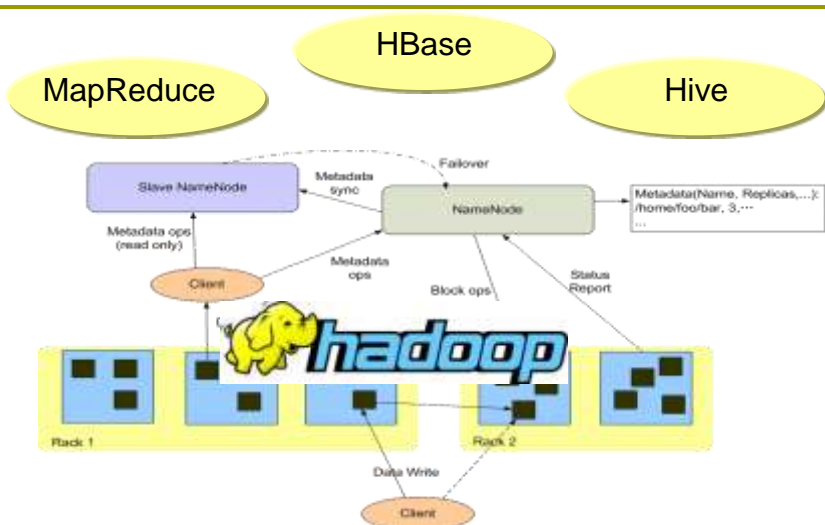 HBase
MapReduce
Hive
Failover
Slave NameNode
Metadata
sync
NameNode
Metadata(Name, Replicas,...):
/home/foo/bar, 3,...
...
Metadata ops
(read only)
Metadata
ops
Client
Block ops
Status
Report
hadoop
Rack 1
Rack 2
Data Write
Client